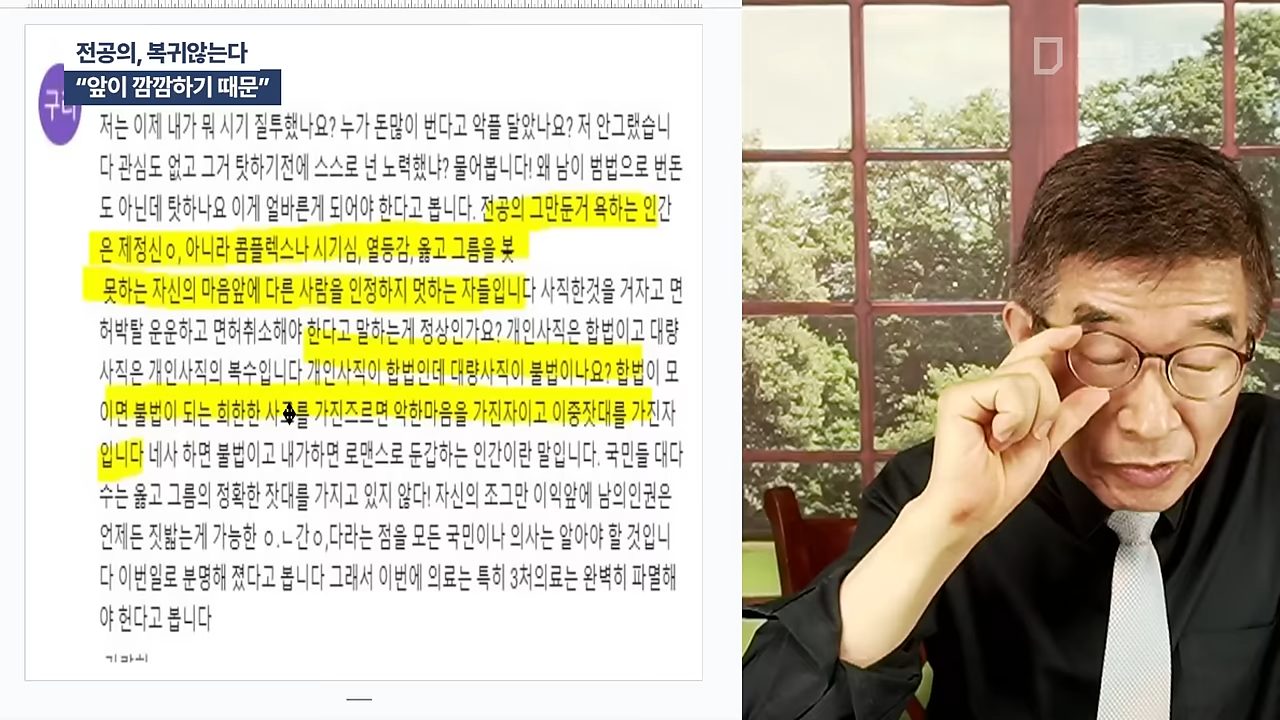 전공의, 복귀않는다
“앞이 깜깜하기 때문”
저는 이제 내가 뭐 시기 질투했나요? 누가 돈많이 번다고 악플 달았나요? 저 안그랬습니
다 관심도 없고 그거 탓하기전에 스스로 넌 노력했냐? 물어봅니다! 왜 남이 범법으로 번돈
도 아닌데 탓하나요 이게 얼바른게 되어야 한다고 봅니다. 전공의 그만둔거 욕하는 인간
은 제정신ㅇ, 아니라 콤플렉스나 시기심, 열등감, 옳고 그름을 봇
못하는 자신의 마음앞에 다른 사람을 인정하지 멋하는 자들입니다 사직한것을 거자고 면
허박탈 운운하고 면허취소해야 한다고 말하는게 정상인가요? 개인사직은 합법이고 대량
사직은 개인사직의 복수입니다 개인사직이 합법인데 대량사직이 불법이나요? 합법이 모
이면 불법이 되는 희한한 를 가진즈르면 악한마음을 가진자이고 이중잣대를 가진자
입니다 네사 하면 불법이고 내가하면 로맨스로 둔갑하는 인간이란 말입니다. 국민들 대다
수는 옳고 그름의 정확한 잣대를 가지고 있지 않다! 자신의 조그만 이익앞에 남의인권은
언제든 짓밟는게 가능한 ㅇ.ㄴ간ㅇ,다라는 점을 모든 국민이나 의사는 알아야 할 것입니
다 이번일로 분명해 졌다고 봅니다 그래서 이번에 의료는 특히 3처의료는 완벽히 파멸해
야 헌다고 봅니다